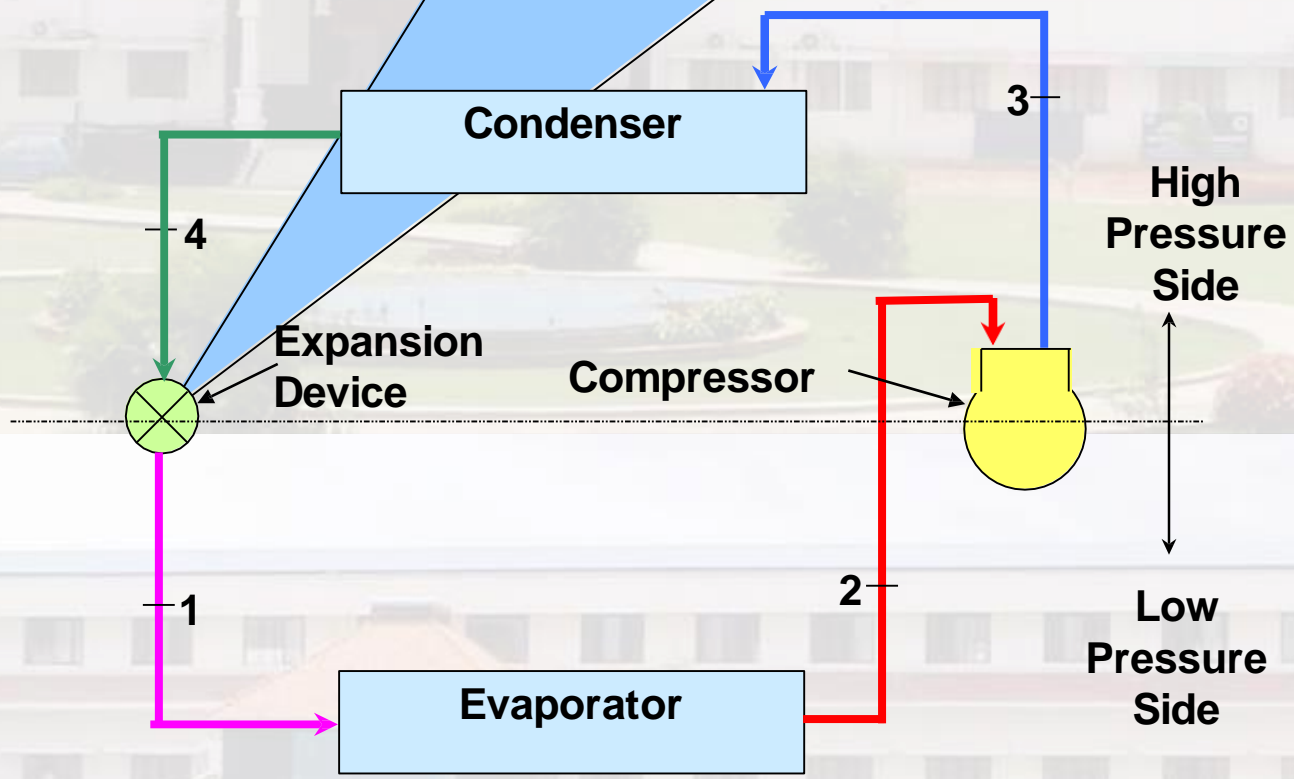 Condenser
3
High
Pressure
Side
4
Expansion
Device
Compressor
1
2
Low
Pressure
Side
Evaporator